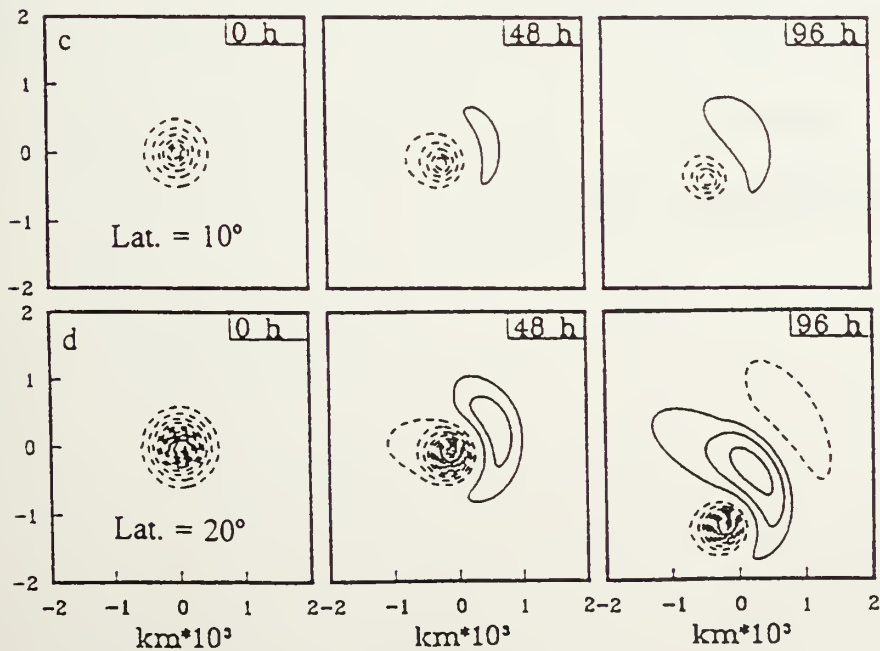 c
0 h
48 h
96 h
2
1
0
-1
-2
Lat. = 10°
d
0 h
48 h
96 h
2
1
0
-1
-2
Lat. = 20°
-2 -1 0 1 2-2 -1 0 1 2-2 -1 0 1 2
km*10³ km*10³ km*10³